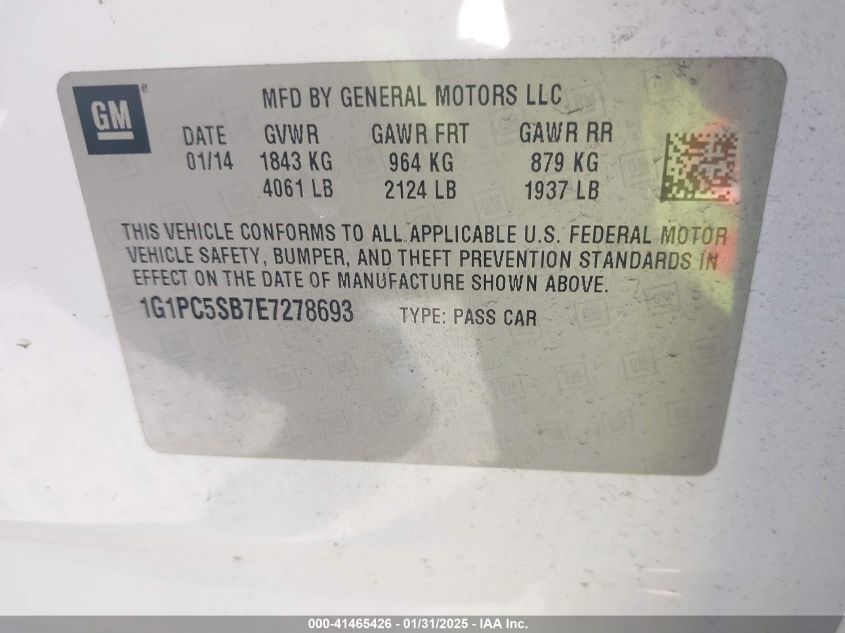 GM
MFD BY GENERAL MOTORS LLC
DATE GVWR GAWR FRT GAWR RR
01/14 1843 KG 964 KG 879 KG
4061 LB 2124 LB 1937 LB
THIS VEHICLE CONFORMS TO ALL APPLICABLE U.S. FEDERAL MOTOR
VEHICLE SAFETY, BUMPER, AND THEFT PREVENTION STANDARDS IN
EFFECT ON THE DATE OF MANUFACTURE SHOWN ABOVE.
1G1PC5SB7E7278693 TYPE: PASS CAR
000-41465426 - 01/31/2025 - IAA Inc.